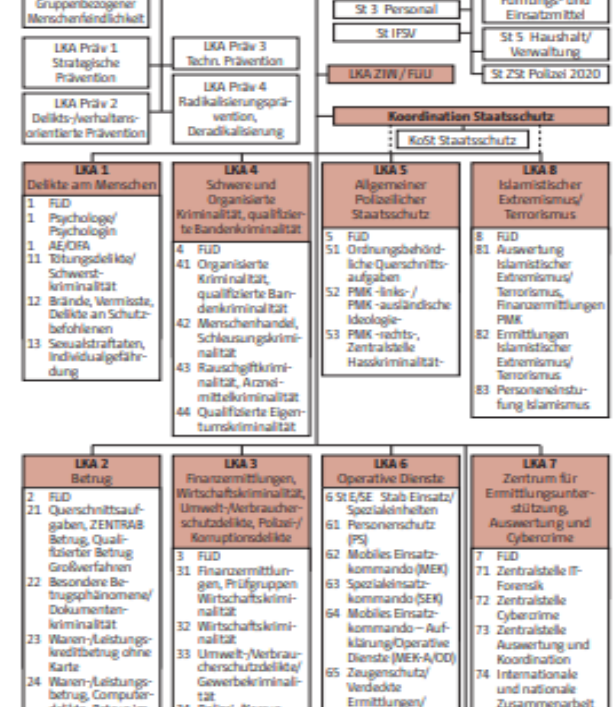 Gruppenbezogener
Menschenfeindlichkeit
St 3 Personal
Einsatzmittel
St IFSV
St 5 Haushalt/
Verwaltung
LKA Präv 1
Strategische
Prävention
LKA Präv 3
Techn. Prävention
LKA ZIW / FüU
St ZSt Polizei 2020
LKA Präv 2
Delikts-/verhaltens-
orientierte Prävention
LKA Präv 4
Radikalisierungsprä-
vention,
Deradikalisierung
Koordination Staatsschutz
KoSt Staatsschutz
LKA 1
Delikte am Menschen
1 FüD
1 Psychologe/
Psychologin
1 AE/OFA
11 Tötungsdelikte/
Schwerst-
kriminalität
12 Brände, Vermisste,
Delikte an Schutz-
befohlenen
13 Sexualstraftaten,
Individualgefähr-
dung
LKA 4
Schwere und
Organisierte
Kriminalität, qualifizier-
te Bandenkriminalität
4 FüD
41 Organisierte
Kriminalität,
qualifizierte Ban-
denkriminalität
42 Menschenhandel,
Schleusungskrimi-
nalität
43 Rauschgiftkrimi-
nalität, Arznei-
mittelkriminalität
44 Qualifizierte Eigen-
tumskriminalität
LKA 5
Allgemeiner
Polizeilicher
Staatsschutz
5 FüD
51 Ordnungsbehörd-
liche Querschnitts-
aufgaben
52 PMK -links- /
PMK -ausländische
Ideologie-
53 PMK -rechts-,
Zentralstelle
Hasskriminalität-
LKA 8
Islamistischer
Extremismus/
Terrorismus
8 FüD
81 Auswertung
Islamistischer
Extremismus/
Terrorismus,
Finanzermittlungen
PMK
82 Ermittlungen
Islamistischer
Extremismus/
Terrorismus
83 Personeneinstu-
fung Islamismus
LKA 2
Betrug
2 FüD
21 Querschnittsauf-
gaben, ZENTRAB
Betrug, Quali-
fizierter Betrug
Großverfahren
22 Besondere Be-
trugsphänomene/
Dokumenten-
kriminalität
23 Waren-/Leistungs-
kreditbetrug ohne
Karte
24 Waren-/Leistungs-
betrug, Computer-
LKA 3
Finanzermittlungen,
Wirtschaftskriminalität,
Umwelt-/Verbraucher-
schutzdelikte, Polizei-/
Korruptionsdelikte
3 FüD
31 Finanzermittlun-
gen, Prüfgruppen
Wirtschaftskrimi-
nalität
32 Wirtschaftskrimi-
nalität
33 Umwelt-/Verbrau-
cherschutzdelikte/
Gewerbekriminali-
tät
LKA 6
Operative Dienste
6 St E/SE Stab Einsatz/
Spezialeinheiten
61 Personenschutz
(PS)
62 Mobiles Einsatz-
kommando (MEK)
63 Spezialeinsatz-
kommando (SEK)
64 Mobiles Einsatz-
kommando – Auf-
klärung/Operative
Dienste (MEK-A/OD)
65 Zeugenschutz/
Verdeckte
Ermittlungen/
LKA 7
Zentrum für
Ermittlungsunter-
stützung,
Auswertung und
Cybercrime
7 FüD
71 Zentralstelle IT-
Forensik
72 Zentralstelle
Cybercrime
73 Zentralstelle
Auswertung und
Koordination
74 Internationale
und nationale
Zusammenarbeit